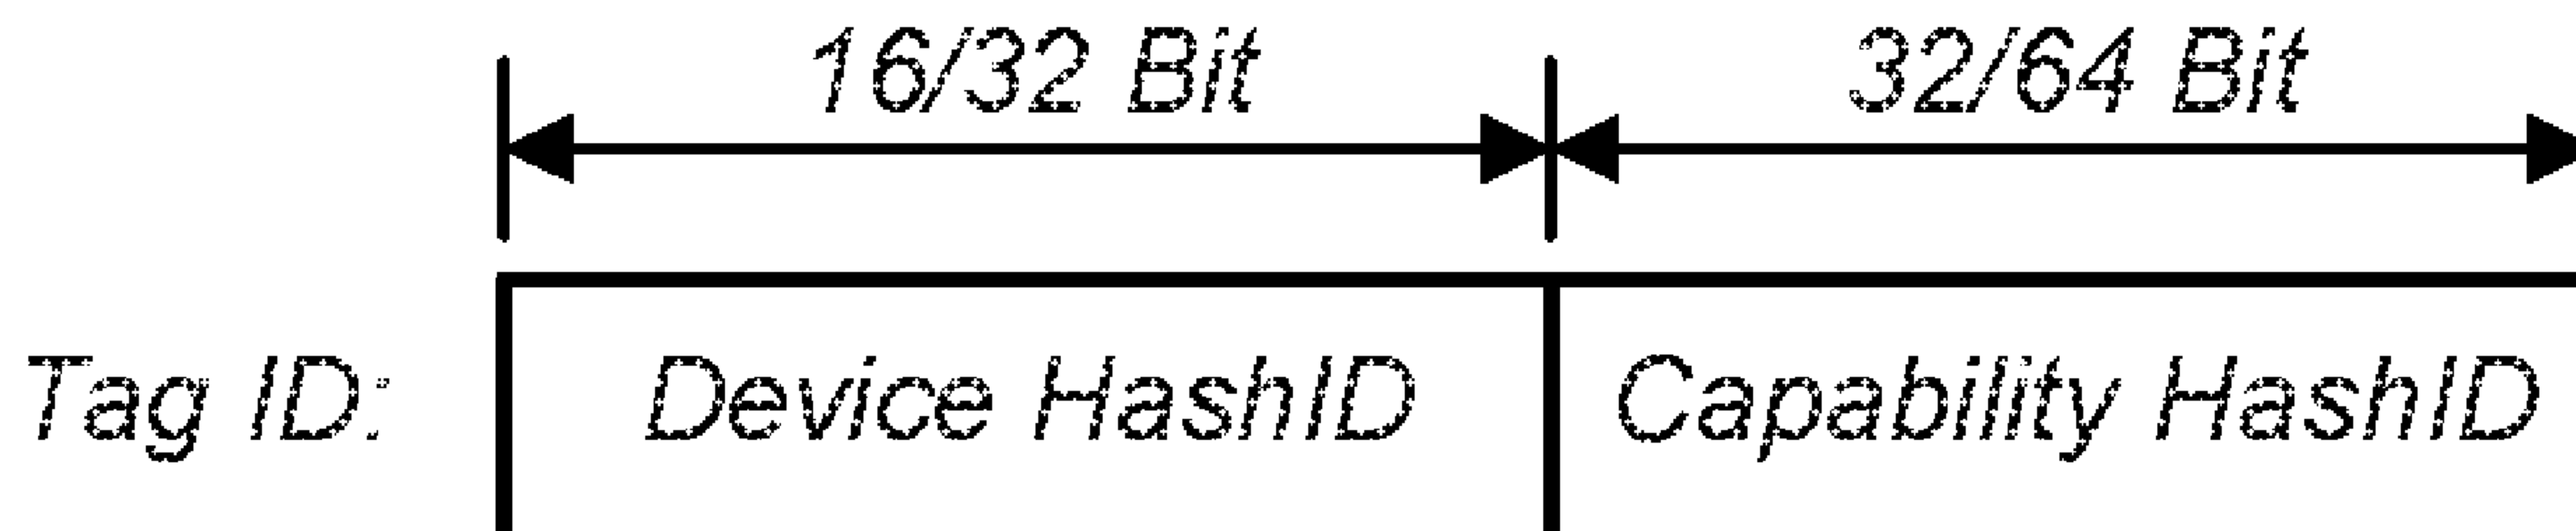 16/32 Bit 32/64 Bit
Tag ID: Device HashID Capability HashID